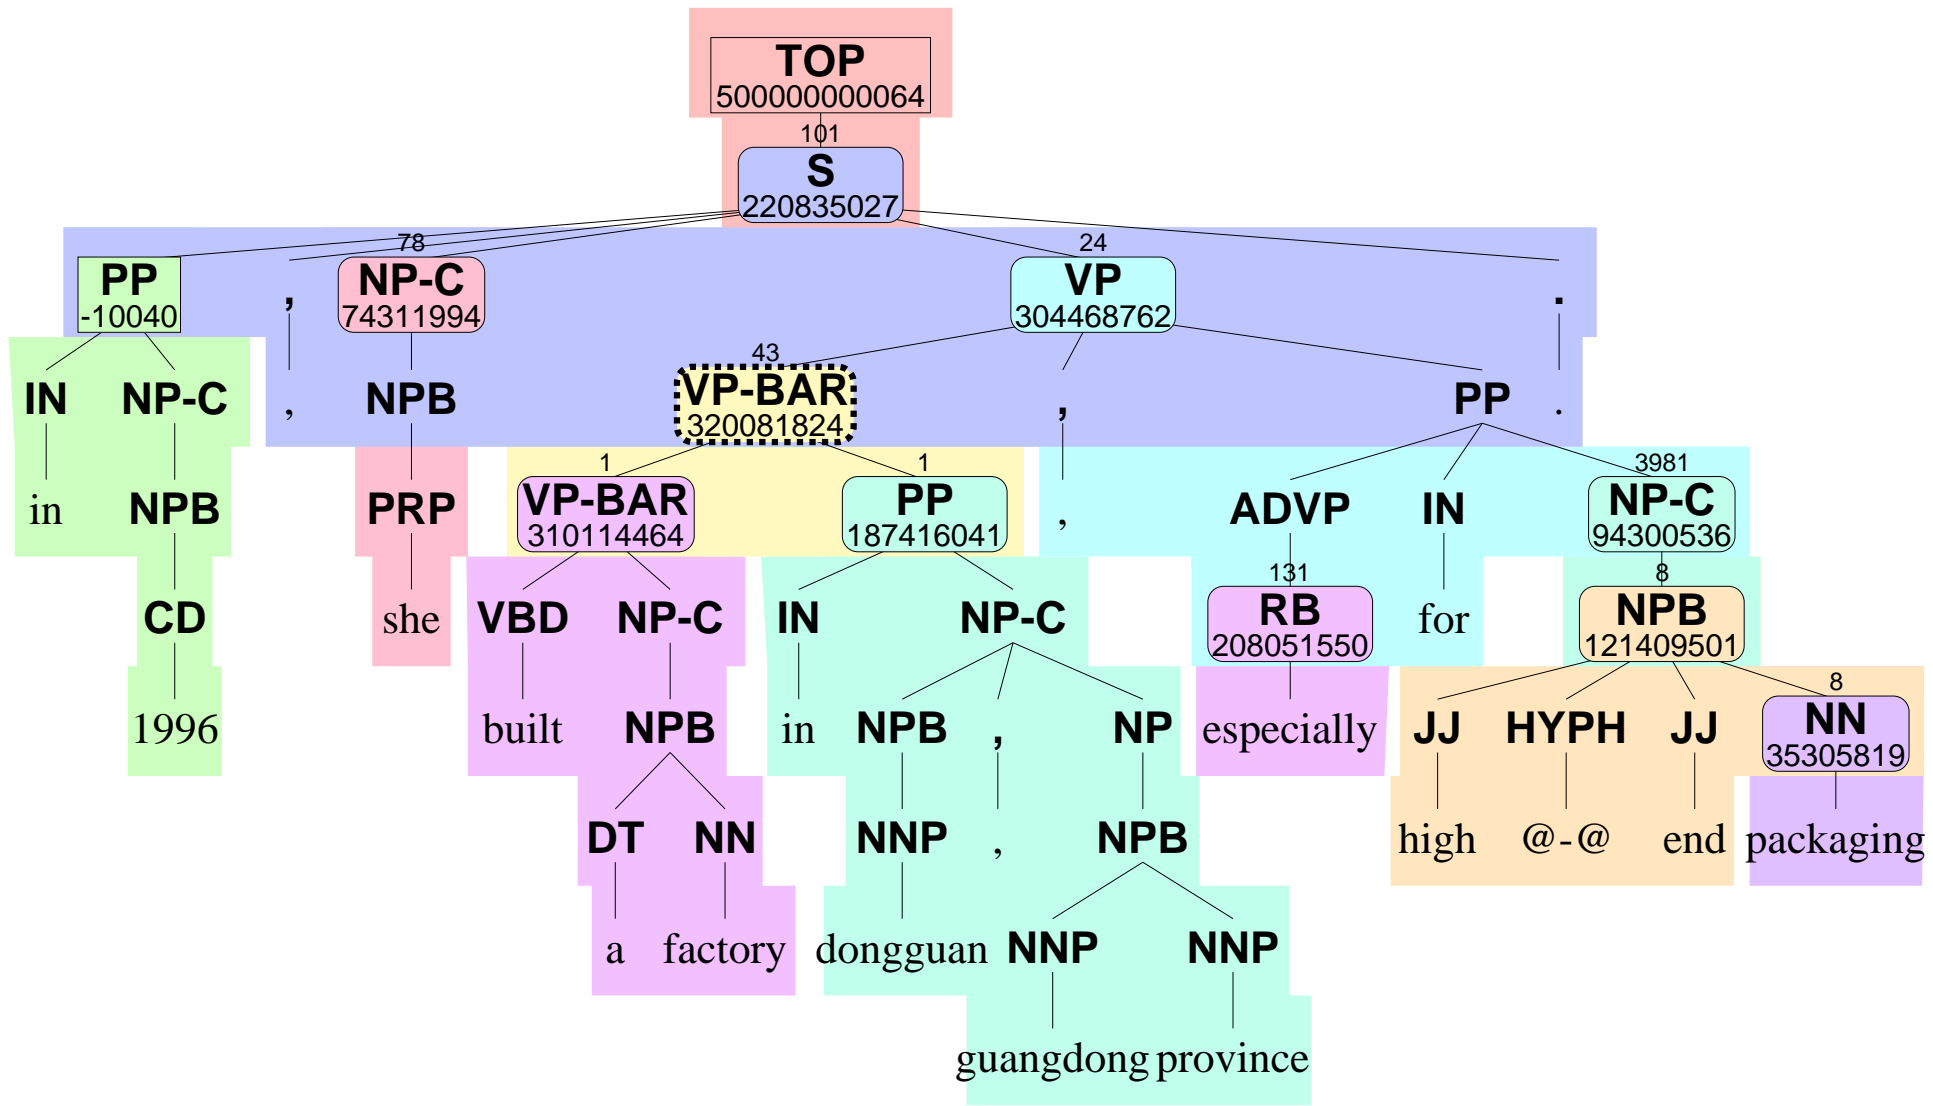 TOP
500000000064
101
S
220835027
78 24
PP , NP-C VP .
-10040 74311994 304468762
43
IN NP-C , NPB VP-BAR , PP .
320081824
1 1 3981
in NPB PRP VP-BAR PP , ADVP IN NP-C
310114464 187416041 94300536
131 8
CD she VBD NP-C IN NP-C RB for NPB
208051550 121409501
8
1996 built NPB in NPB , NP especially JJ HYPH JJ NN
35305819
DT NN NNP , NPB high @-@ end packaging
a factory dongguan NNP NNP
guangdong province